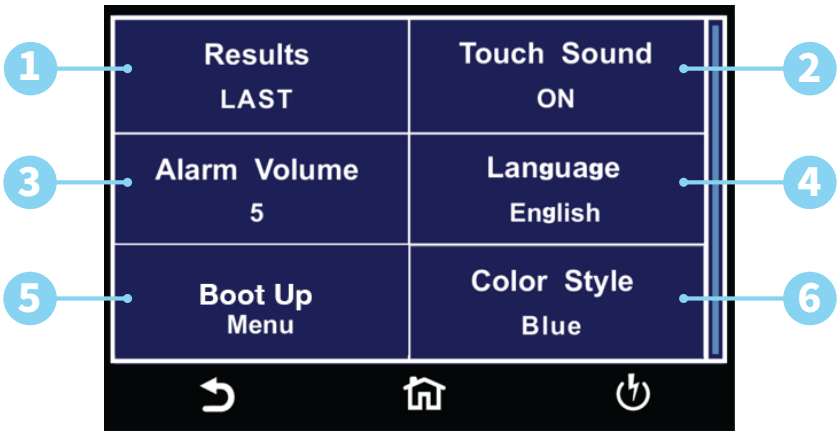 1
Results
LAST
2
Touch Sound
ON
3
Alarm Volume
5
4
Language
English
5
Boot Up
Menu
6
Color Style
Blue